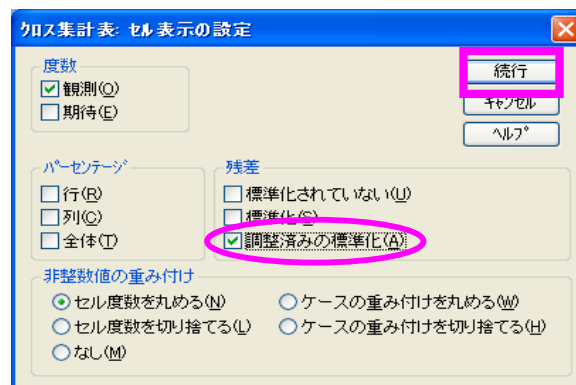 クロス集計表: セル表示の設定
度数
観測(O)
期待(E)
続行
キャンセル
ヘルプ
パーセンテージ
行(R)
列(C)
全体(T)
残差
標準化されていない(U)
標準化(S)
調整済みの標準化(A)
非整数値の重み付け
セル度数を丸める(N)
ケースの重み付けを丸める(W)
セル度数を切り捨てる(L)
ケースの重み付けを切り捨てる(H)
なし(M)